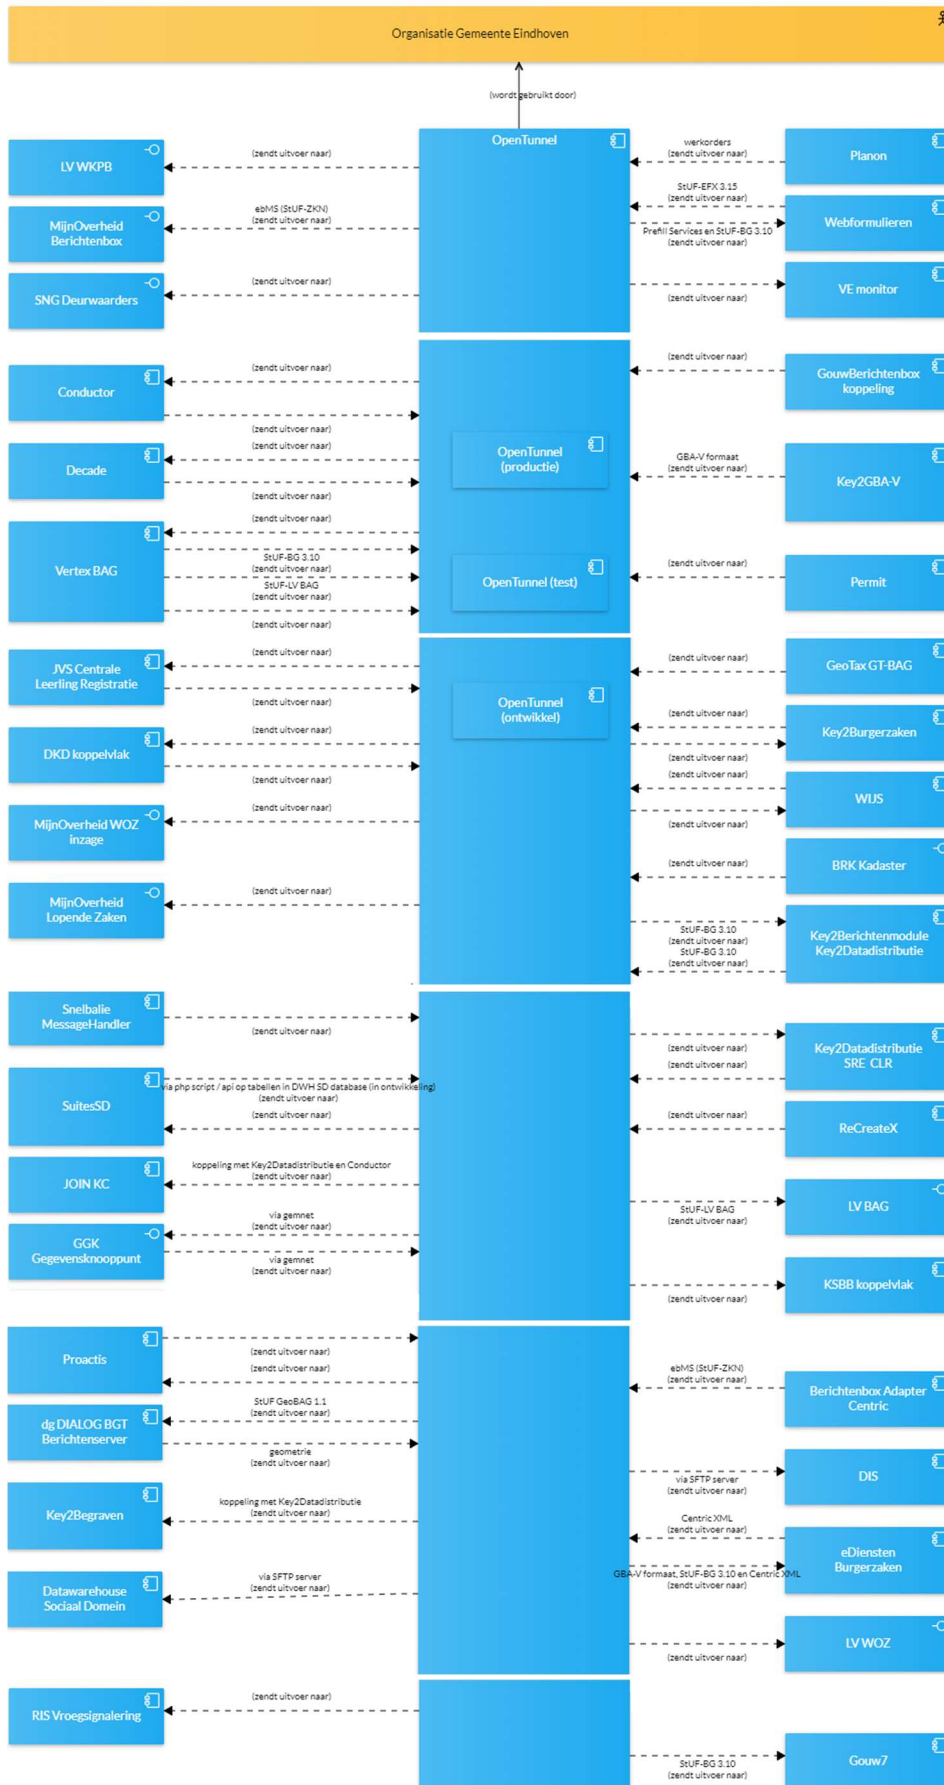 Organisatie Gemeente Eindhoven
(wordt gebruikt door)
OpenTunnel
LV WKPB
(zendt uitvoer naar)
werkorders
(zendt uitvoer naar)
Planon
MijnOverheid
Berichtenbox
ebMS (StUF-ZKN)
(zendt uitvoer naar)
StUF-EFX 3.15
(zendt uitvoer naar)
Prefill Services en StUF-BG 3.10
(zendt uitvoer naar)
Webformulieren
SNG Deurwaarders
(zendt uitvoer naar)
(zendt uitvoer naar)
VE monitor
Conductor
(zendt uitvoer naar)
(zendt uitvoer naar)
(zendt uitvoer naar)
GouwBerichtenbox
koppeling
Decade
(zendt uitvoer naar)
(zendt uitvoer naar)
OpenTunnel
(productie)
GBA-V formaat
(zendt uitvoer naar)
Key2GBA-V
Vertex BAG
(zendt uitvoer naar)
StUF-BG 3.10
(zendt uitvoer naar)
StUF-LV BAG
(zendt uitvoer naar)
(zendt uitvoer naar)
OpenTunnel (test)
(zendt uitvoer naar)
Permit
JVS Centrale
Leerling Registratie
(zendt uitvoer naar)
(zendt uitvoer naar)
OpenTunnel
(ontwikkel)
(zendt uitvoer naar)
GeoTax GT-BAG
DKD koppelvlak
(zendt uitvoer naar)
(zendt uitvoer naar)
(zendt uitvoer naar)
(zendt uitvoer naar)
Key2Burgerzaken
(zendt uitvoer naar)
(zendt uitvoer naar)
WIJS
MijnOverheid WOZ
inzage
(zendt uitvoer naar)
(zendt uitvoer naar)
BRK Kadaster
MijnOverheid
Lopende Zaken
(zendt uitvoer naar)
StUF-BG 3.10
(zendt uitvoer naar)
StUF-BG 3.10
(zendt uitvoer naar)
Key2Berichtenmodule
Key2Datadistributie
Snelbalie
MessageHandler
(zendt uitvoer naar)
(zendt uitvoer naar)
(zendt uitvoer naar)
Key2Datadistributie
SRE CLR
SuitesSD
via php script / api op tabellen in DWH SD database (in ontwikkeling)
(zendt uitvoer naar)
(zendt uitvoer naar)
(zendt uitvoer naar)
ReCreateX
JOIN KC
koppeling met Key2Datadistributie en Conductor
(zendt uitvoer naar)
StUF-LV BAG
(zendt uitvoer naar)
LV BAG
GGK
Gegevensknooppunt
via gemnet
(zendt uitvoer naar)
via gemnet
(zendt uitvoer naar)
(zendt uitvoer naar)
KSBB koppelvlak
Proactis
(zendt uitvoer naar)
(zendt uitvoer naar)
ebMS (StUF-ZKN)
(zendt uitvoer naar)
Berichtenbox Adapter
Centric
dg DIALOG BGT
Berichtenserver
StUF GeoBAG 1.1
(zendt uitvoer naar)
geometrie
(zendt uitvoer naar)
via SFTP server
(zendt uitvoer naar)
DIS
Key2Begraven
koppeling met Key2Datadistributie
(zendt uitvoer naar)
Centric XML
(zendt uitvoer naar)
GBA-V formaat, StUF-BG 3.10 en Centric XML
(zendt uitvoer naar)
eDiensten
Burgerzaken
Datawarehouse
Sociaal Domein
via SFTP server
(zendt uitvoer naar)
(zendt uitvoer naar)
LV WOZ
RIS Vroegsignalering
(zendt uitvoer naar)
StUF-BG 3.10
(zendt uitvoer naar)
Gouw7